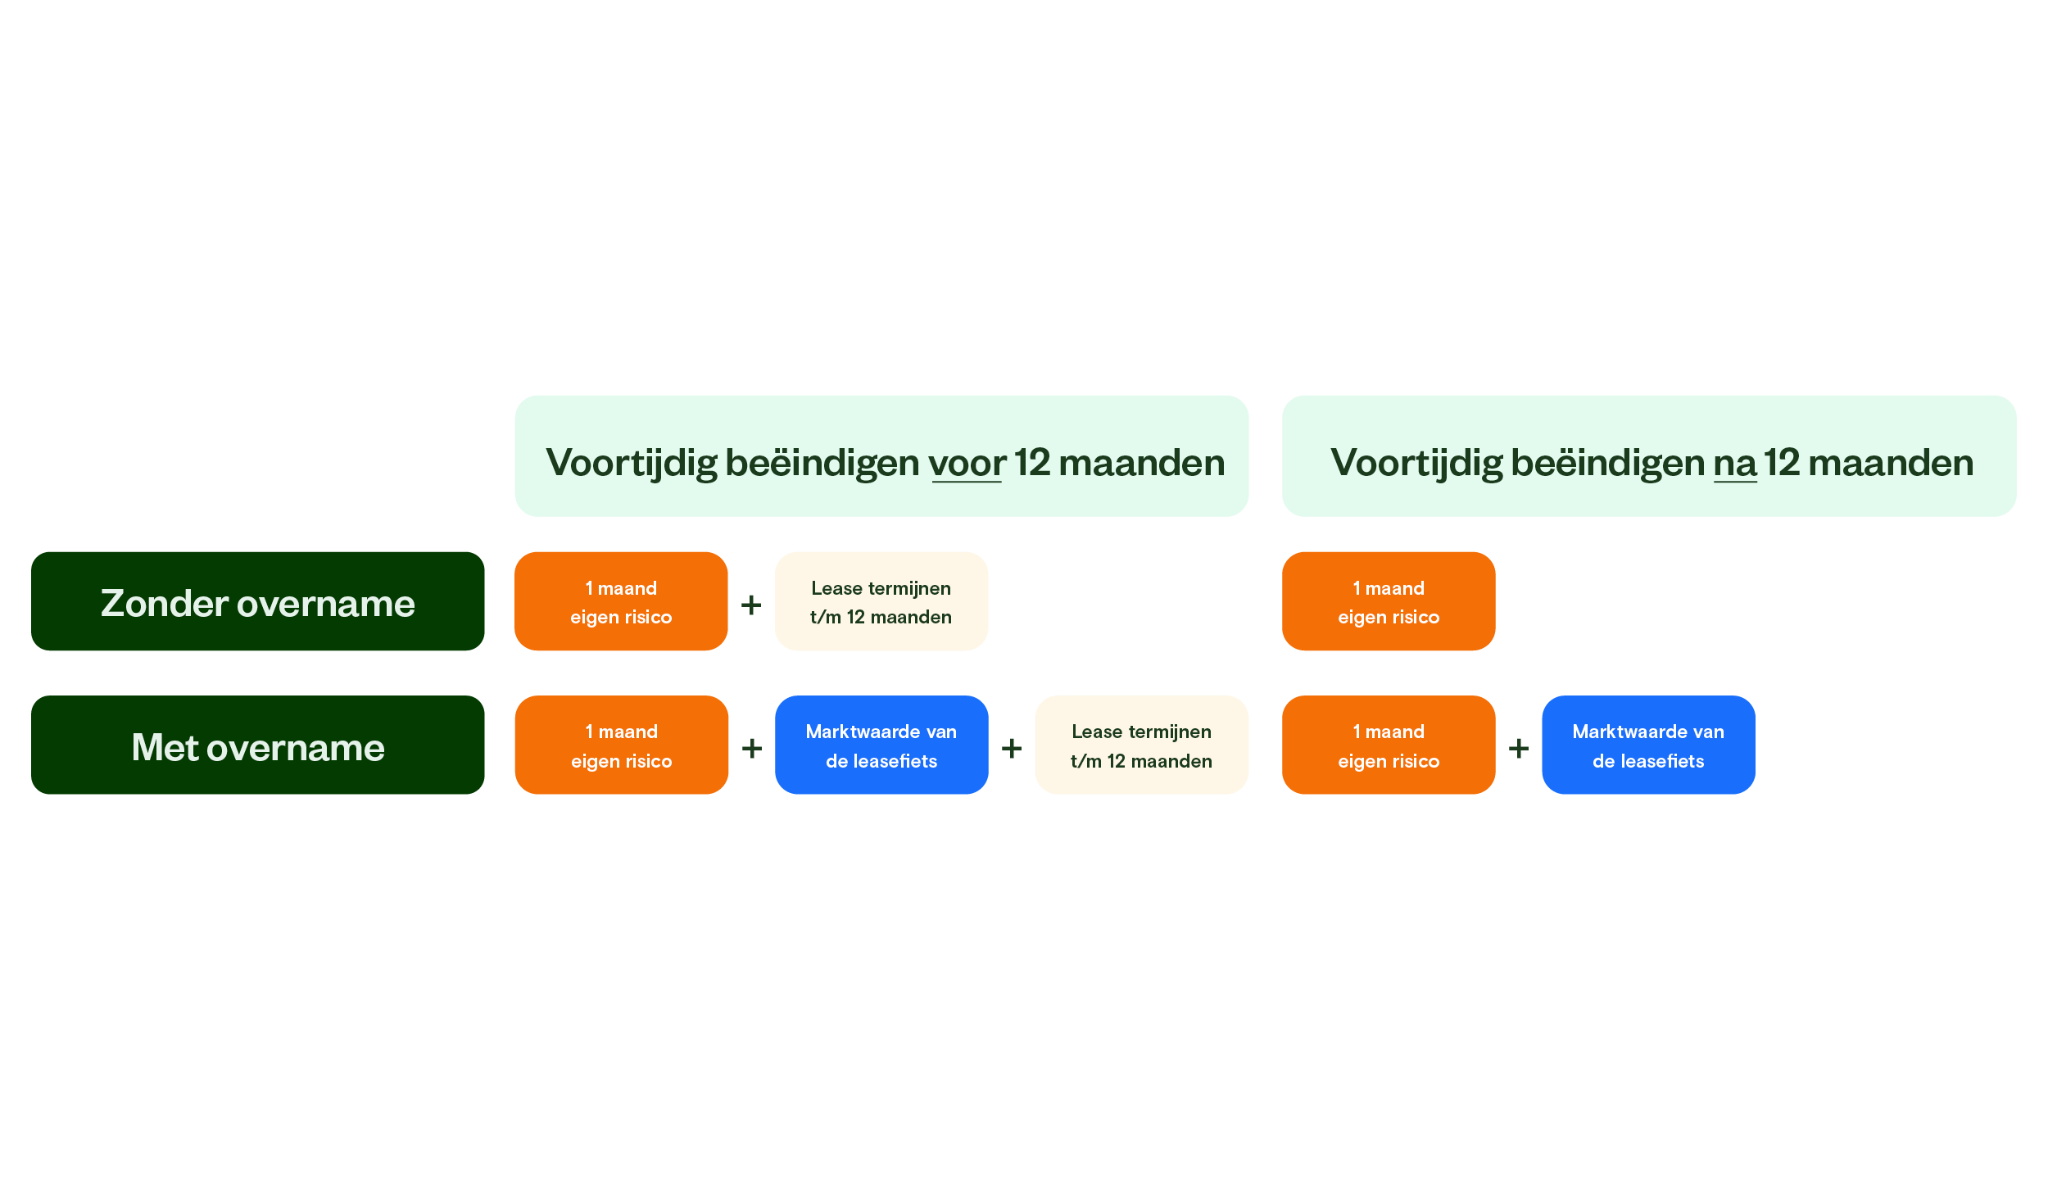 Voortijdig beëindigen voor 12 maanden
Voortijdig beëindigen na 12 maanden
Zonder overname
1 maand
eigen risico
+
Lease termijnen
t/m 12 maanden
1 maand
eigen risico
Met overname
1 maand
eigen risico
+
Marktwaarde van
de leasefiets
+
Lease termijnen
t/m 12 maanden
1 maand
eigen risico
+
Marktwaarde van
de leasefiets